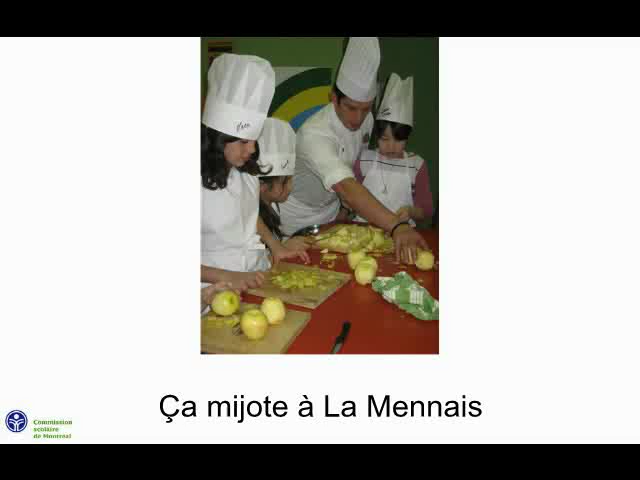 Ça mijote à La Mennais
Commission
scolaire
de Montréal